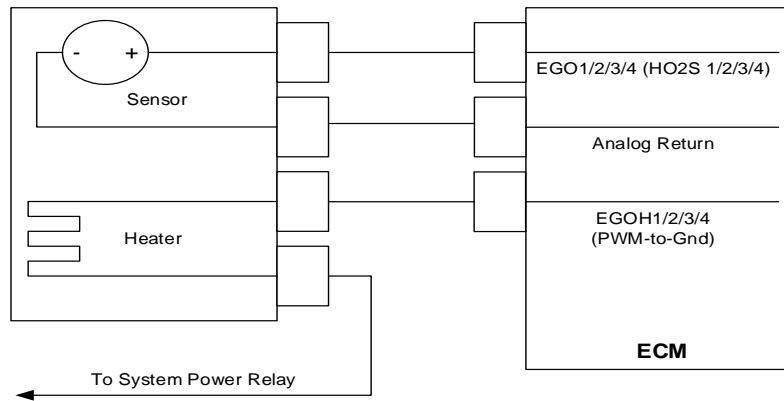 - +
EGO1/2/3/4 (HO2S 1/2/3/4)
Sensor
Analog Return
EGOH1/2/3/4
(PWM-to-Gnd)
Heater
ECM
To System Power Relay